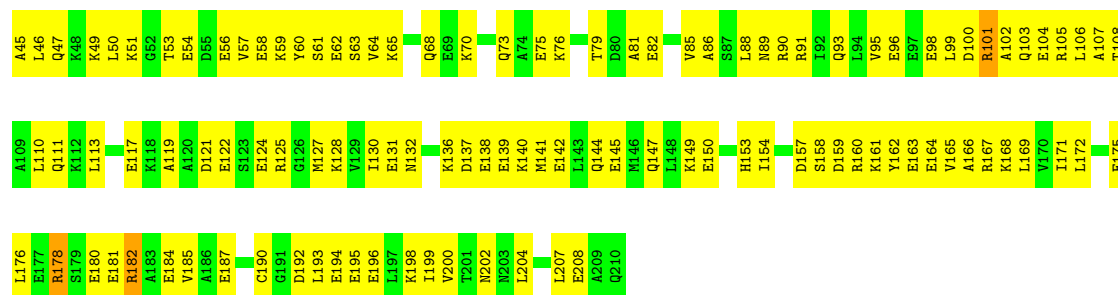 A45 L46 Q47 K48 K49 L50 K51 G52 T53 E54 D55 E56 V57 E58 K59 Y60 S61 E62 S63 V64 K65 Q68 E69 K70 Q73 A74 E75 K76 T79 D80 A81 E82 V85 A86 S87 L88 N89 R90 R91 I92 Q93 L94 V95 E96 E97 E98 L99 D100 R101 A102 Q103 E104 R105 L106 A107 T108
A109 L110 Q111 K112 L113 E117 K118 A119 A120 D121 E122 S123 E124 R125 G126 M127 K128 V129 I130 E131 N132 K136 D137 E138 E139 K140 M141 E142 L143 Q144 E145 M146 Q147 L148 K149 E150 H153 I154 D157 S158 D159 R160 K161 Y162 E163 E164 V165 A166 R167 K168 L169 V170 I171 L172 E175
L176 E177 R178 S179 E180 E181 R182 A183 E184 V185 A186 E187 C190 G191 D192 L193 E194 E195 E196 L197 K198 I199 V200 T201 N202 N203 L204 L207 E208 A209 Q210